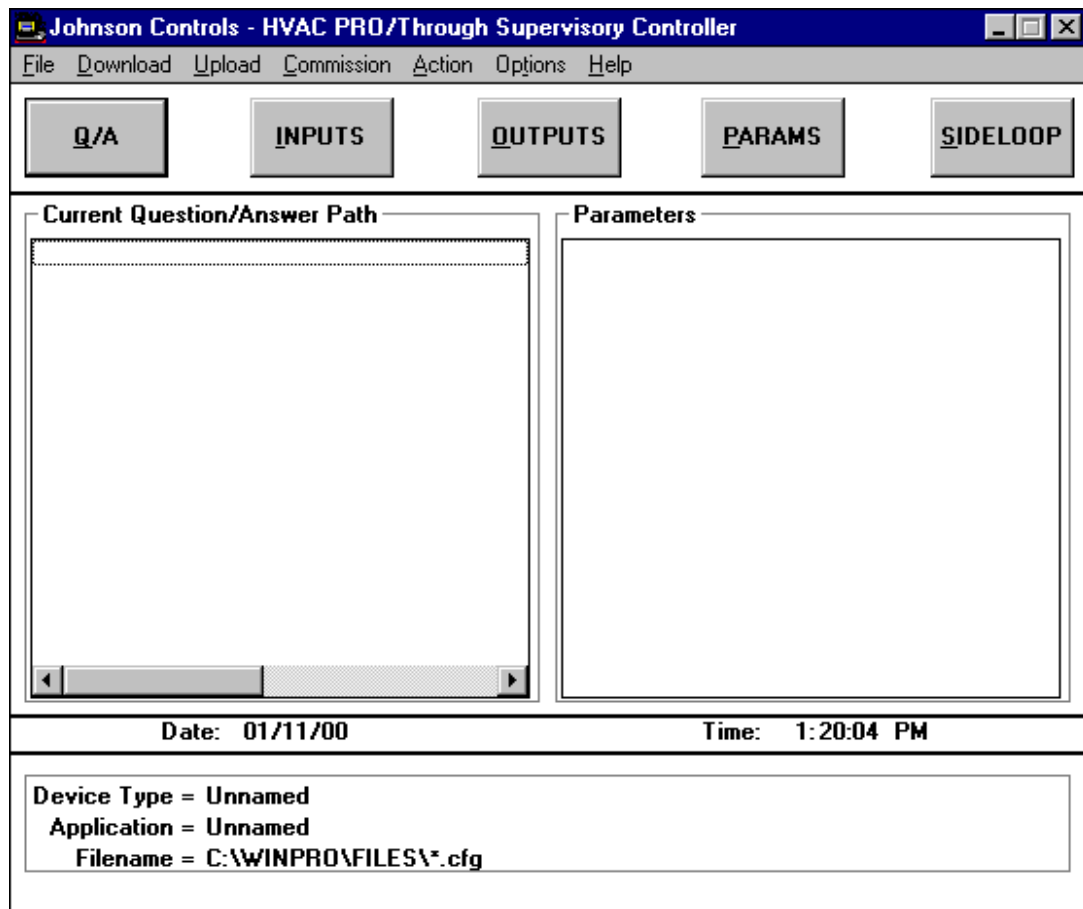 Johnson Controls - HVAC PRO/Through Supervisory Controller
File Download Upload Commission Action Options Help
Q/A INPUTS OUTPUTS PARAMS SIDELOOP
Current Question/Answer Path Parameters
Date: 01/11/00 Time: 1:20:04 PM
Device Type = Unnamed
Application = Unnamed
Filename = C:\WINPRO\FILES\*.cfg